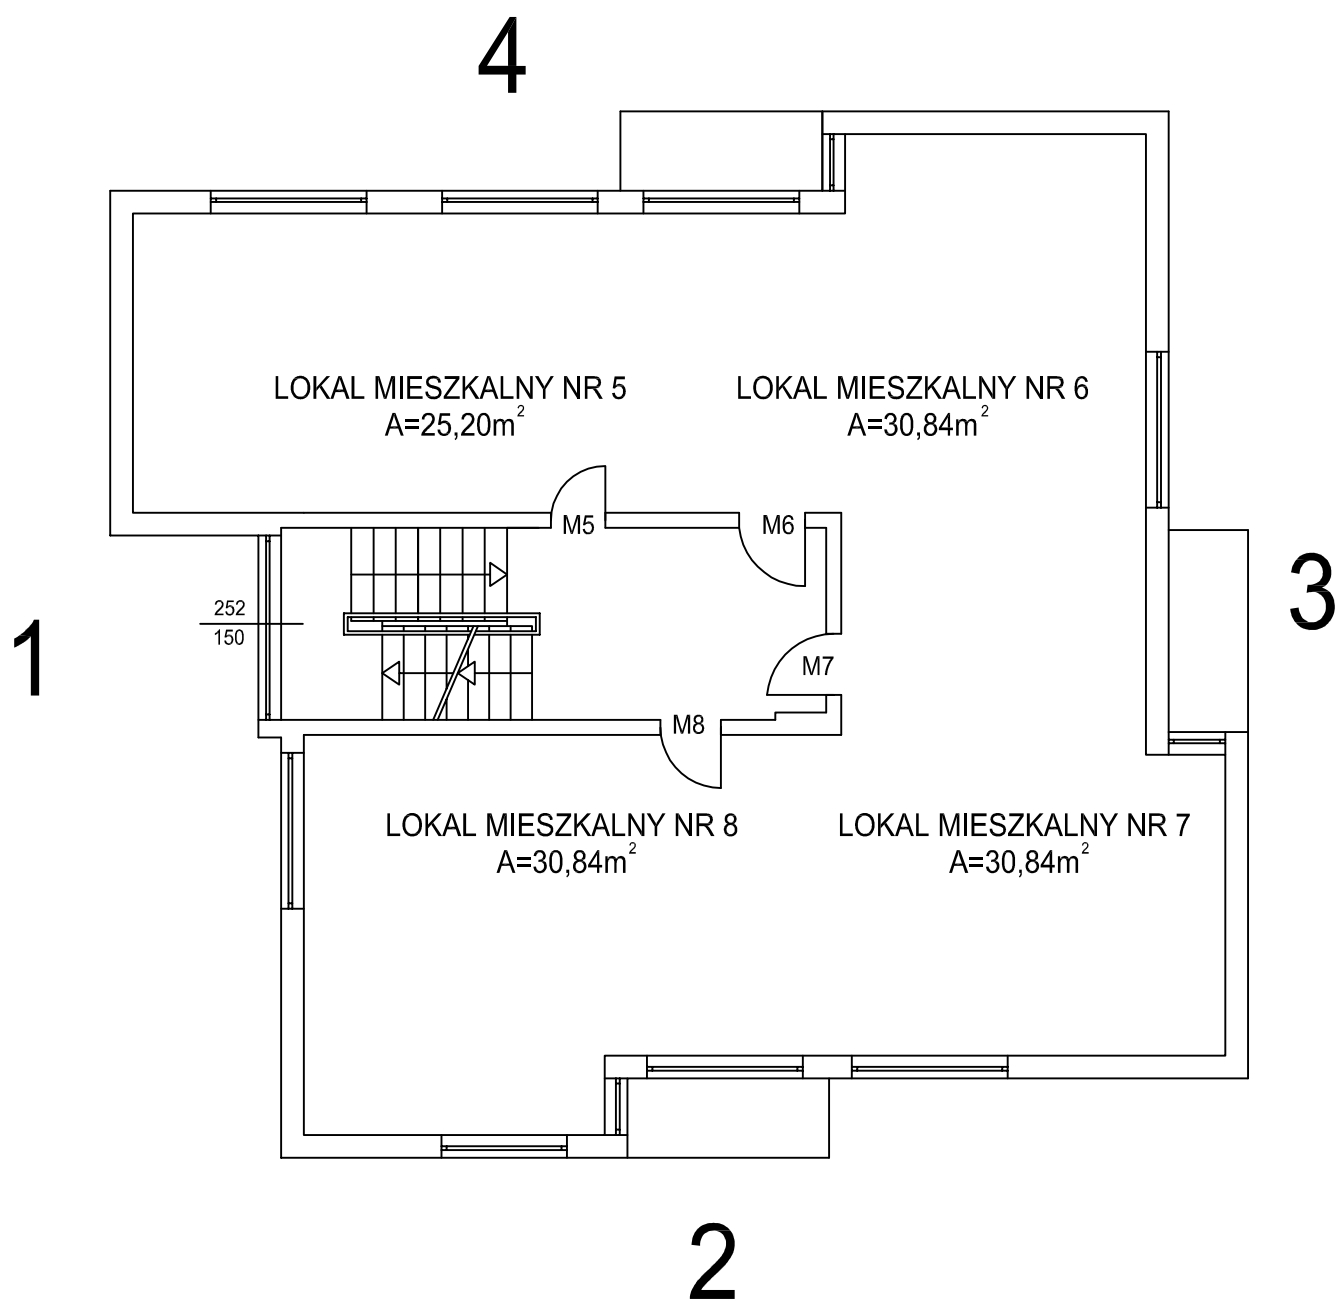 4
LOKAL MIESZKALNY NR 5
A=25,20m²
LOKAL MIESZKALNY NR 6
A=30,84m²
M5
M6
252
150
1
3
M7
M8
LOKAL MIESZKALNY NR 8
A=30,84m²
LOKAL MIESZKALNY NR 7
A=30,84m²
2